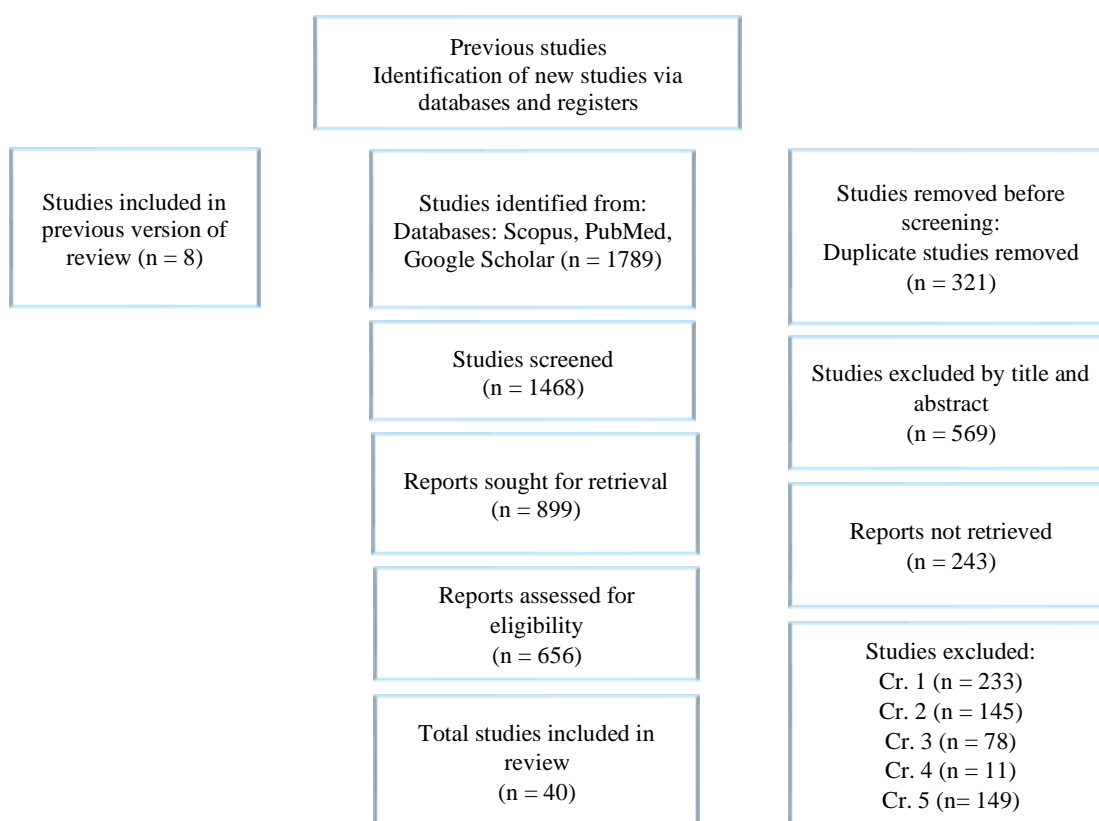 Previous studies
Identification of new studies via
databases and registers
Studies included in
previous version of
review (n = 8)
Studies identified from:
Databases: Scopus, PubMed,
Google Scholar (n = 1789)
Studies removed before
screening:
Duplicate studies removed
(n = 321)
Studies screened
(n = 1468)
Studies excluded by title and
abstract
(n = 569)
Reports sought for retrieval
(n = 899)
Reports not retrieved
(n = 243)
Reports assessed for
eligibility
(n = 656)
Studies excluded:
Cr. 1 (n = 233)
Cr. 2 (n = 145)
Cr. 3 (n = 78)
Cr. 4 (n = 11)
Cr. 5 (n= 149)
Total studies included in
review
(n = 40)